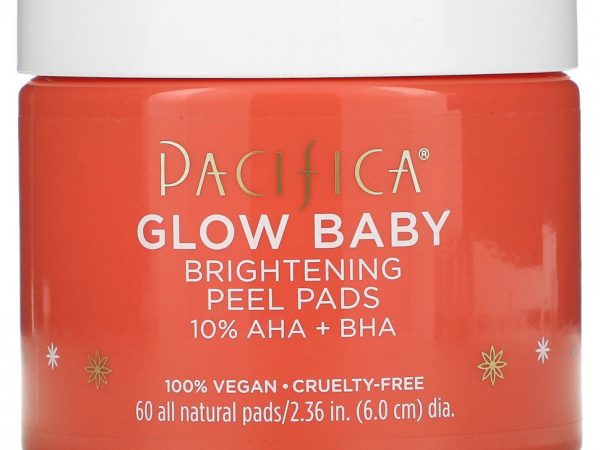 PACIFICA®
GLOW BABY
BRIGHTENING
PEEL PADS
10% AHA + BHA
100% VEGAN • CRUELTY-FREE
60 all natural pads/2.36 in. (6.0 cm) dia.